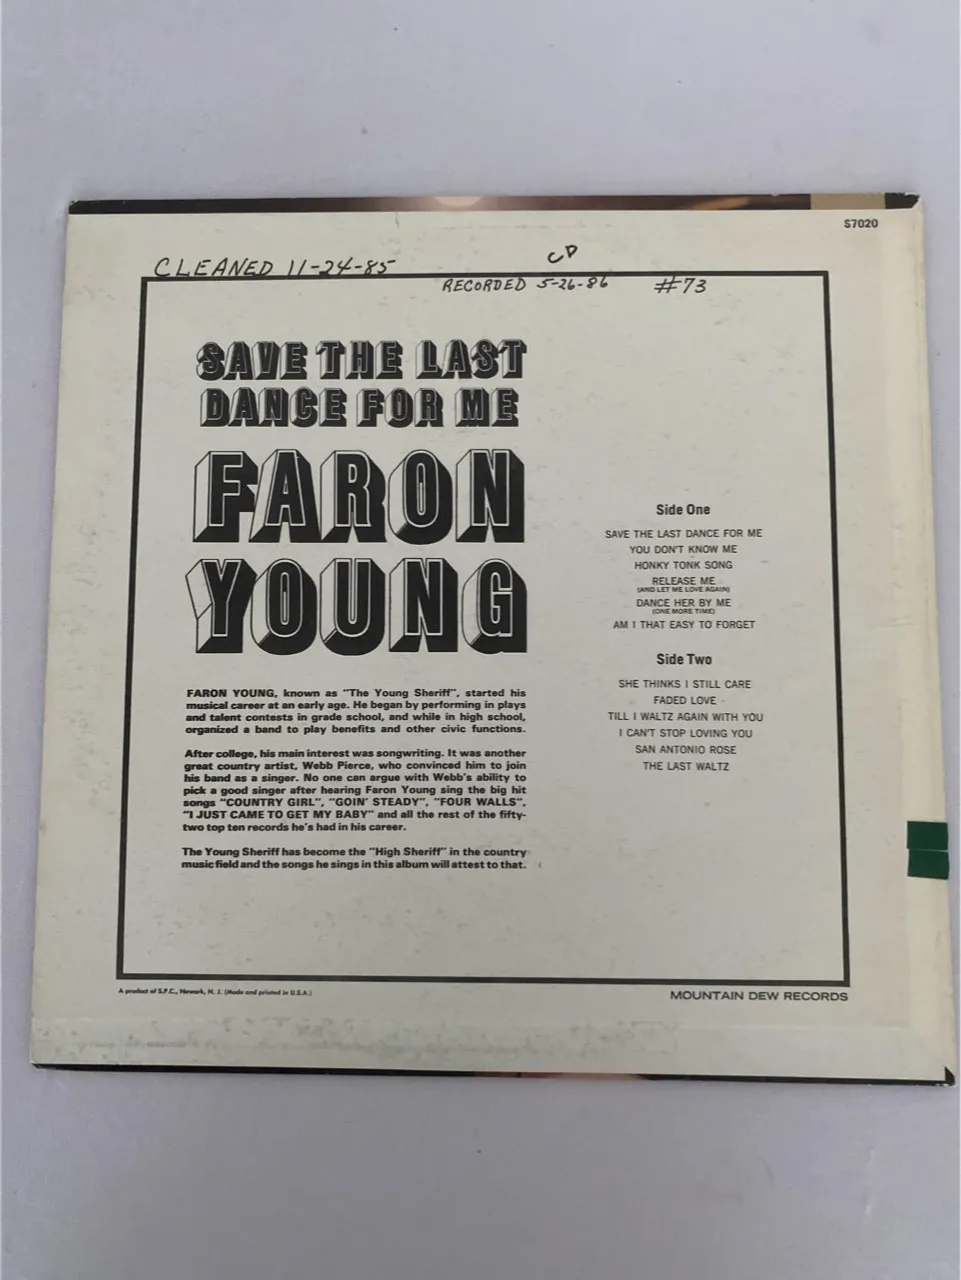 S7020
CLEANED 11-24-85
CD
RECORDED 5-26-86 #73
SAVE THE LAST
DANCE FOR ME
FARON
YOUNG
FARON YOUNG, known as "The Young Sheriff", started his
musical career at an early age. He began by performing in plays
and talent contests in grade school, and while in high school,
organized a band to play benefits and other civic functions.
After college, his main interest was songwriting. It was another
great country artist, Webb Pierce, who convinced him to join
his band as a singer. No one can argue with Webb's ability to
pick a good singer after hearing Faron Young sing the big hit
songs "COUNTRY GIRL", "GOIN' STEADY", "FOUR WALLS",
"I JUST CAME TO GET MY BABY" and all the rest of the fifty-
two top ten records he's had in his career.
The Young Sheriff has become the "High Sheriff" in the country
music field and the songs he sings in this album will attest to that.
Side One
SAVE THE LAST DANCE FOR ME
YOU DON'T KNOW ME
HONKY TONK SONG
RELEASE ME
(AND LET ME LOVE AGAIN)
DANCE HER BY ME
(ONE MORE TIME)
AM I THAT EASY TO FORGET
Side Two
SHE THINKS I STILL CARE
FADED LOVE
TILL I WALTZ AGAIN WITH YOU
I CAN'T STOP LOVING YOU
SAN ANTONIO ROSE
THE LAST WALTZ
A product of S.P.C., Newark, N. J. (Made and printed in U.S.A.)
MOUNTAIN DEW RECORDS